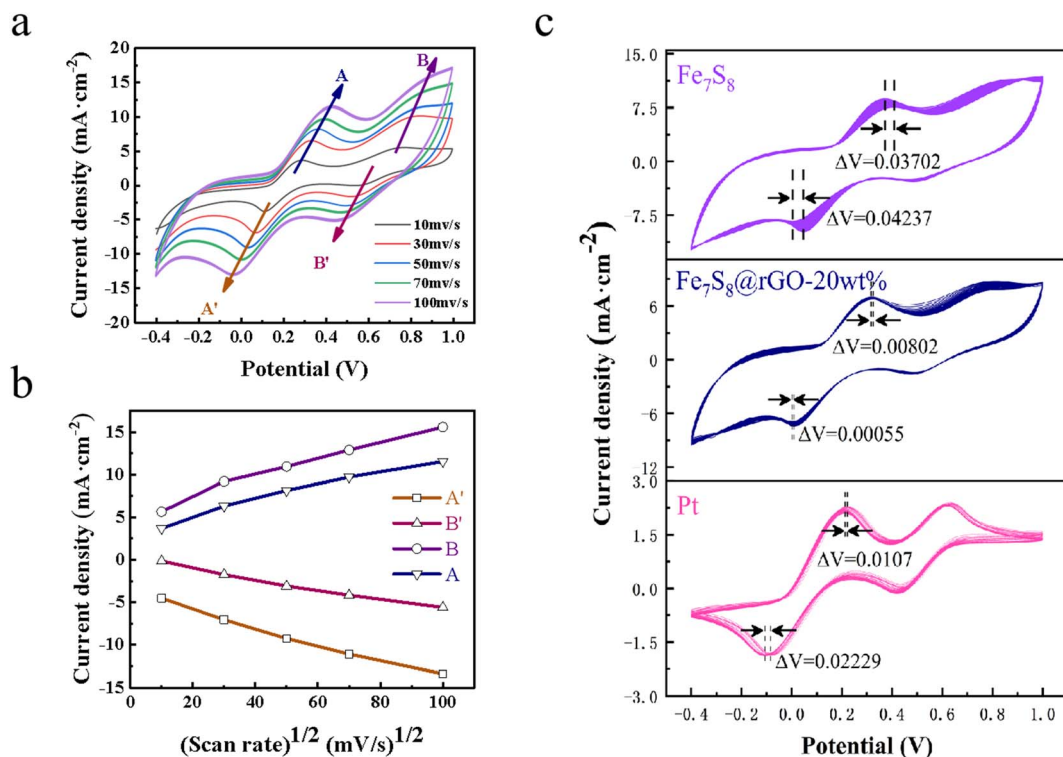 a
Current density (mA·cm⁻²)
20
15
10
5
0
-5
-10
-15
-20
A
B
A'
B'
10mv/s
30mv/s
50mv/s
70mv/s
100mv/s
-0.4 -0.2 0.0 0.2 0.4 0.6 0.8 1.0
Potential (V)
b
Current density (mA·cm⁻²)
15
10
5
0
-5
-10
-15
A'
B'
B
A
0 20 40 60 80 100
(Scan rate)^1/2 (mV/s)^1/2
c
Current density (mA·cm⁻²)
15.0
7.5
0.0
-7.5
Fe₇S₈
ΔV=0.03702
ΔV=0.04237
6
0
-6
-12
Fe₇S₈@rGO-20wt%
ΔV=0.00802
ΔV=0.00055
3.0
1.5
0.0
-1.5
-3.0
Pt
ΔV=0.0107
ΔV=0.02229
-0.4 -0.2 0.0 0.2 0.4 0.6 0.8 1.0
Potential (V)